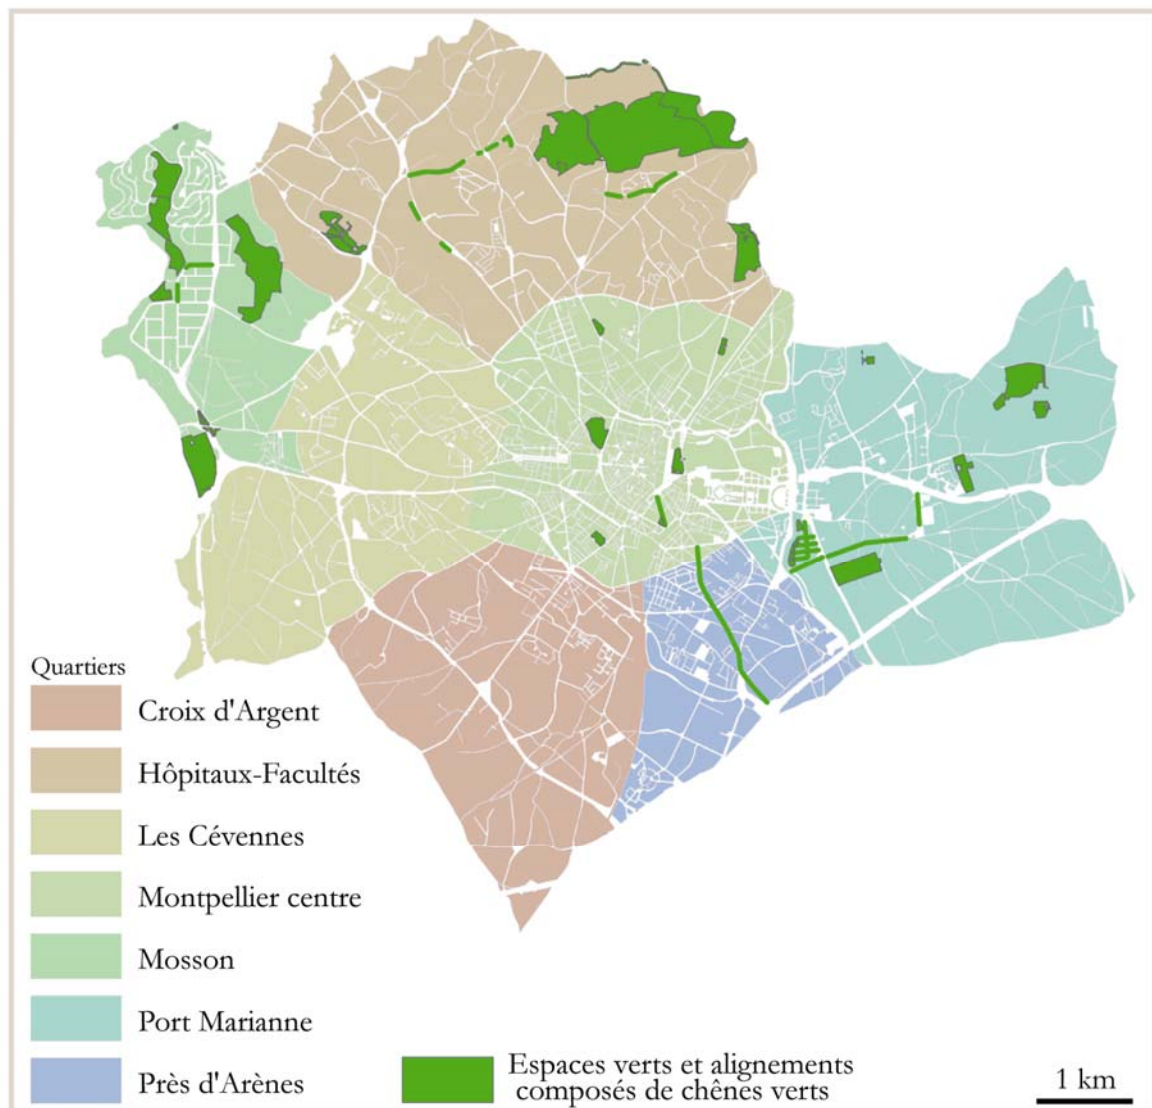 Quartiers
Croix d'Argent
Hôpitaux-Facultés
Les Cévennes
Montpellier centre
Mosson
Port Marianne
Près d'Arènes
Espaces verts et alignements
composés de chênes verts
1 km